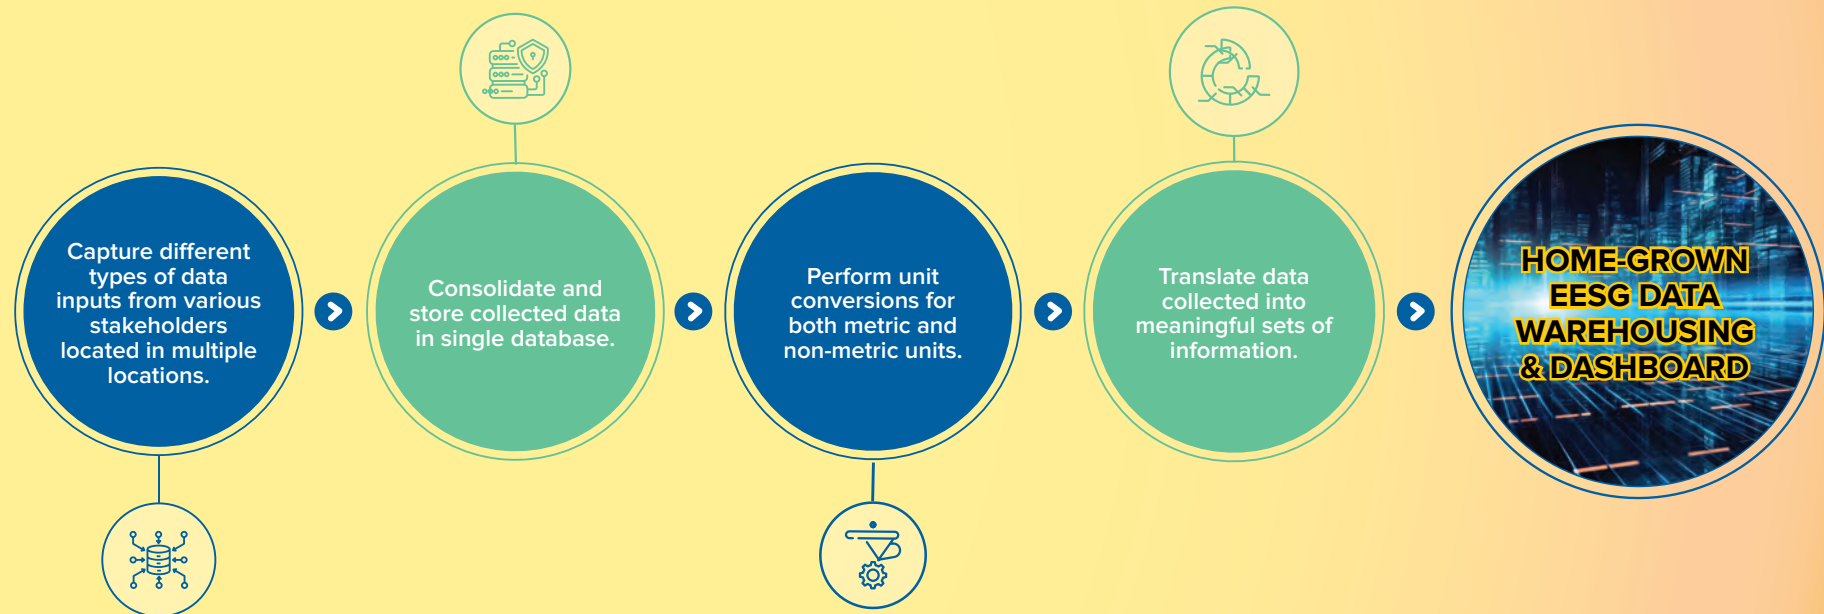 Capture different
types of data
inputs from various
stakeholders
located in multiple
locations.
Consolidate and
store collected data
in single database.
Perform unit
conversions for
both metric and
non-metric units.
Translate data
collected into
meaningful sets of
information.
HOME-GROWN
EESG DATA
WAREHOUSING
& DASHBOARD